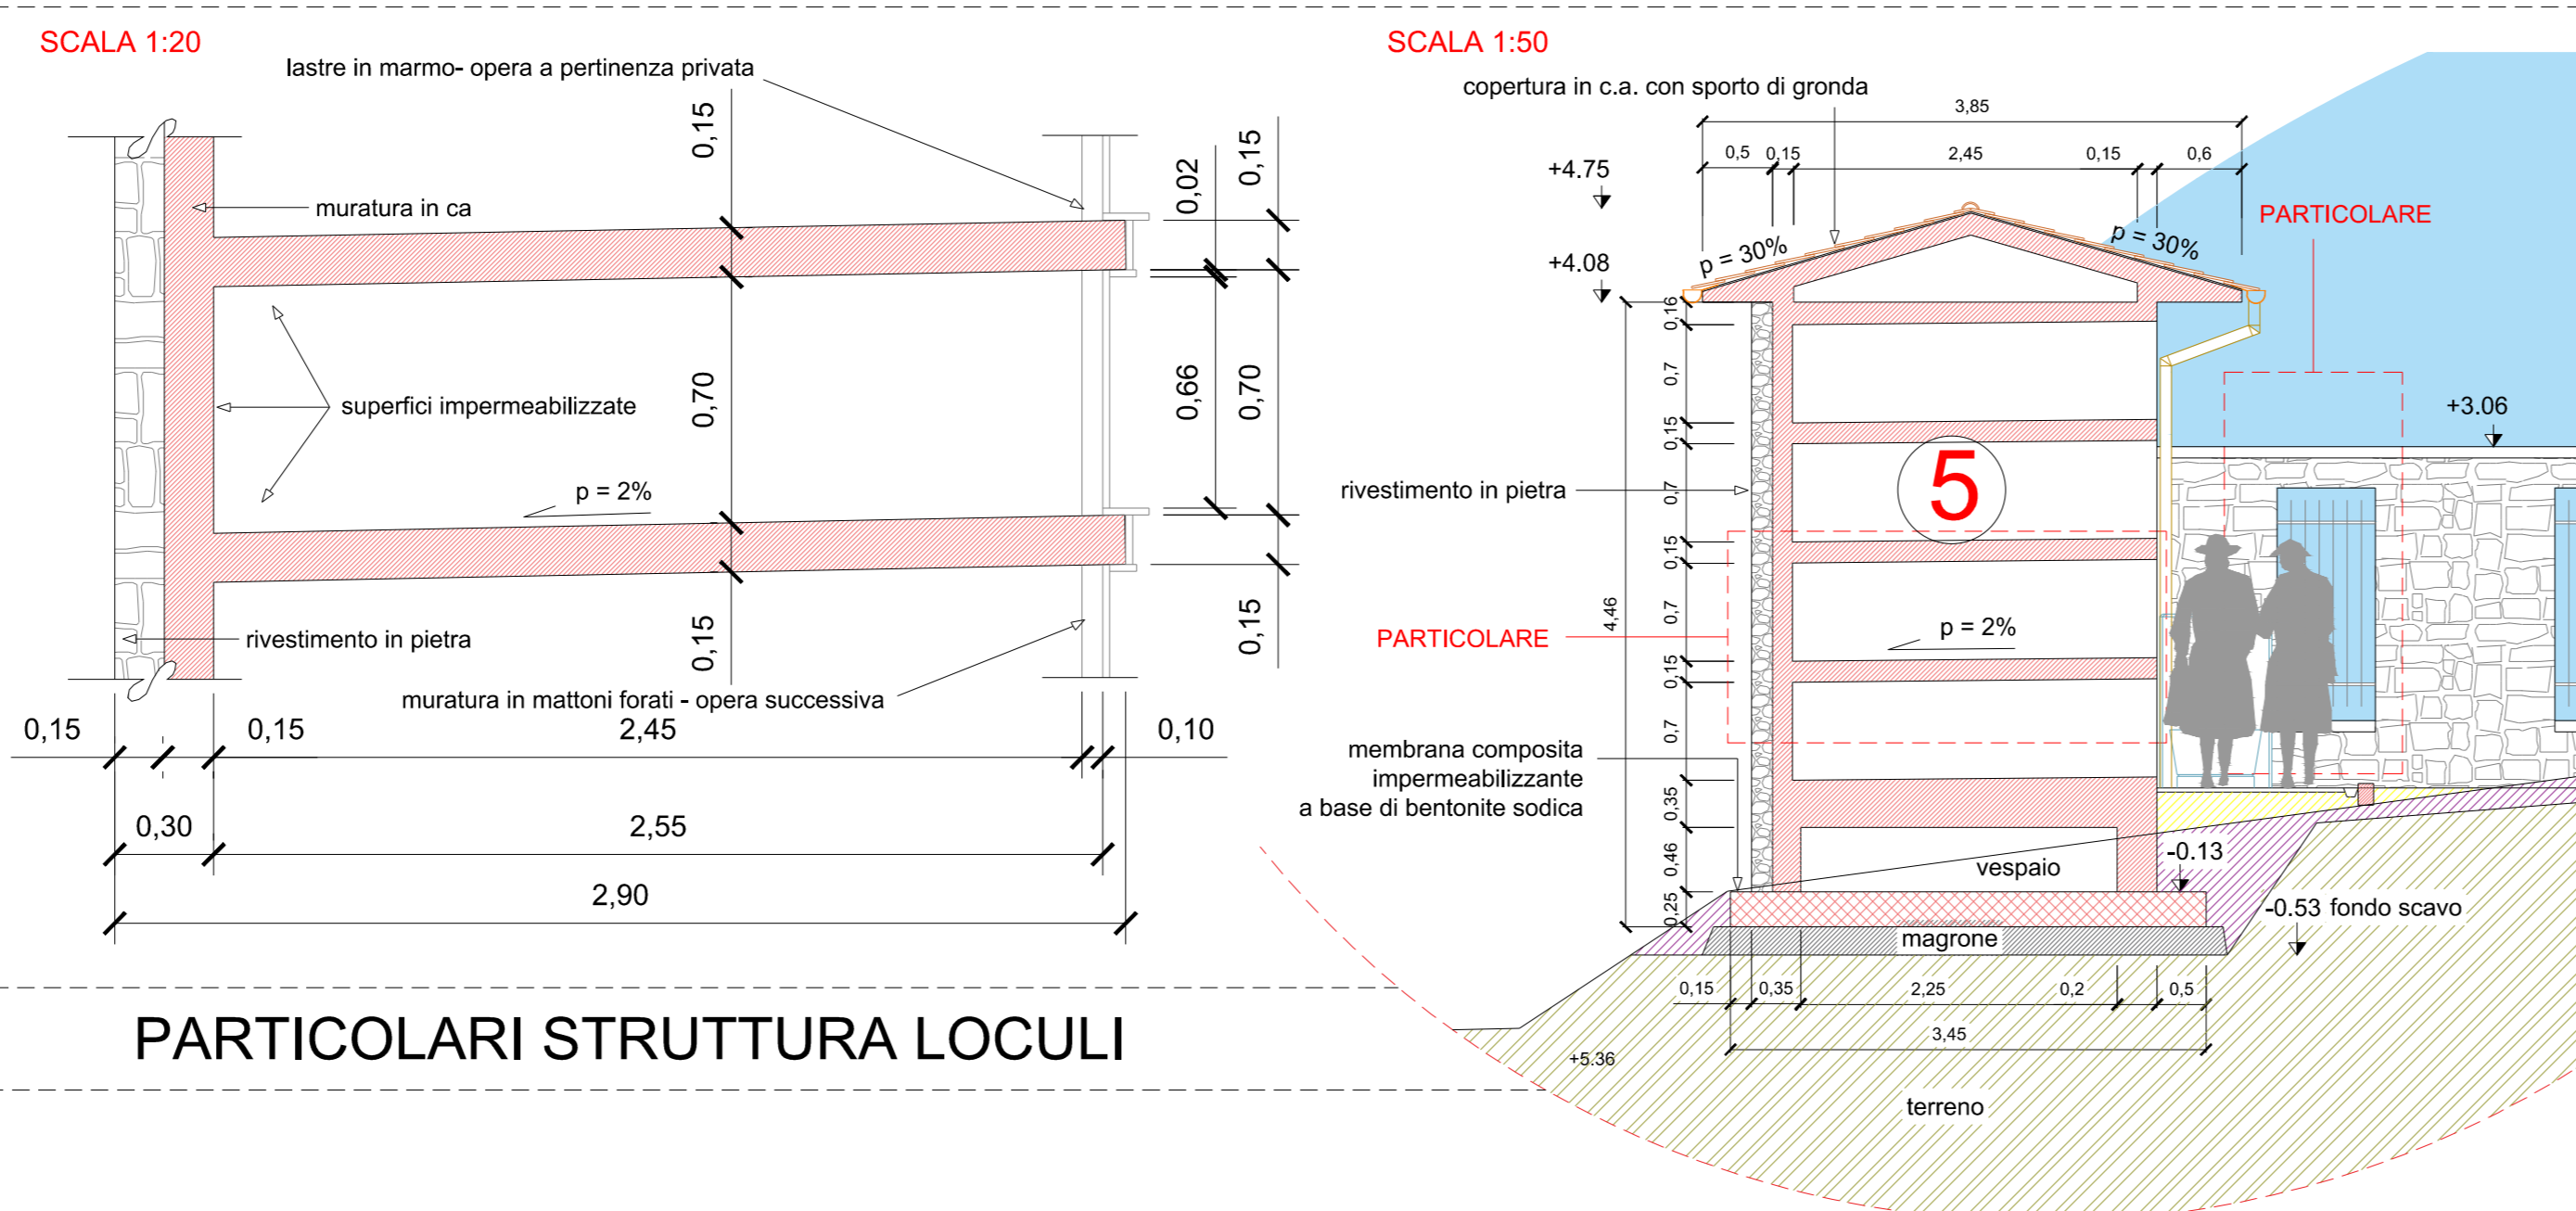 SCALA 1:20
lastre in marmo- opera a pertinenza privata
0,15
0,02
0,15
muratura in ca
superfici impermeabilizzate
0,70
0,66
0,70
p = 2%
rivestimento in pietra
0,15
0,15
muratura in mattoni forati - opera successiva
0,15
0,15
2,45
0,10
0,30
2,55
2,90
PARTICOLARI STRUTTURA LOCULI
SCALA 1:50
copertura in c.a. con sporto di gronda
3,85
0,5
0,15
2,45
0,15
0,6
+4.75
+4.08
p = 30%
p = 30%
PARTICOLARE
+3.06
0,16
0,7
0,15
0,7
0,15
0,7
0,15
0,7
0,35
0,46
0,25
4,46
5
rivestimento in pietra
PARTICOLARE
p = 2%
membrana composita
impermeabilizzante
a base di bentonite sodica
vespaio
-0.13
-0.53 fondo scavo
magrone
0,15
0,35
2,25
0,2
0,5
3,45
+5.36
terreno